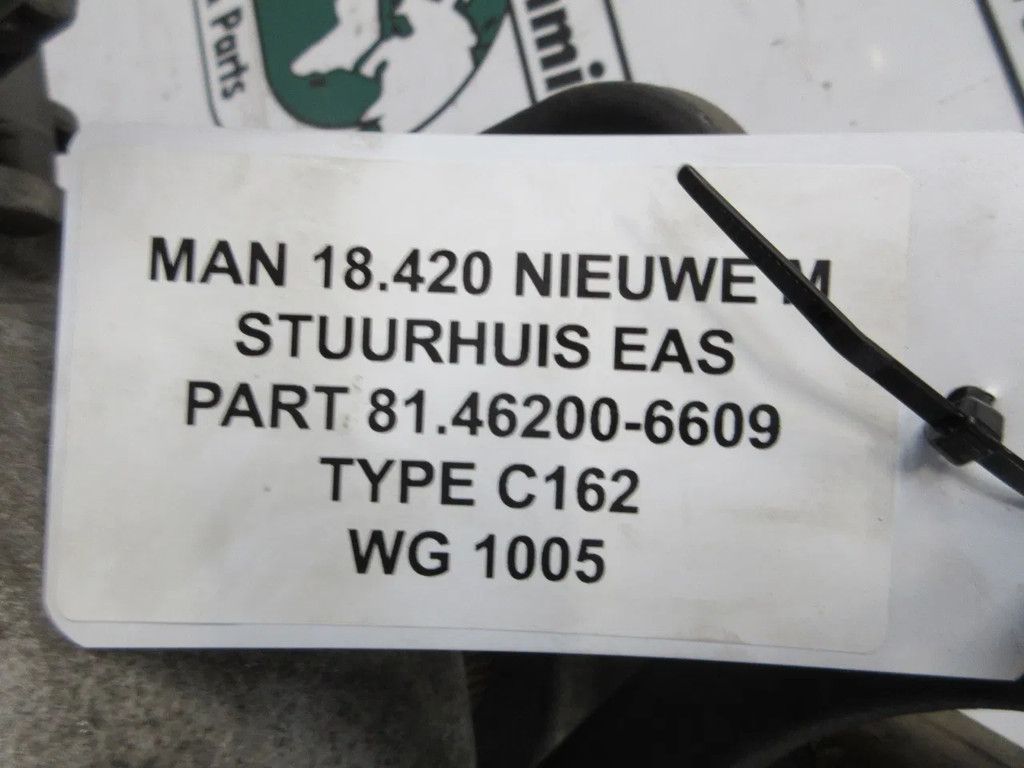 Parts
MAN 18.420 NIEUWE M
STUURHUIS EAS
PART 81.46200-6609
TYPE C162
WG 1005